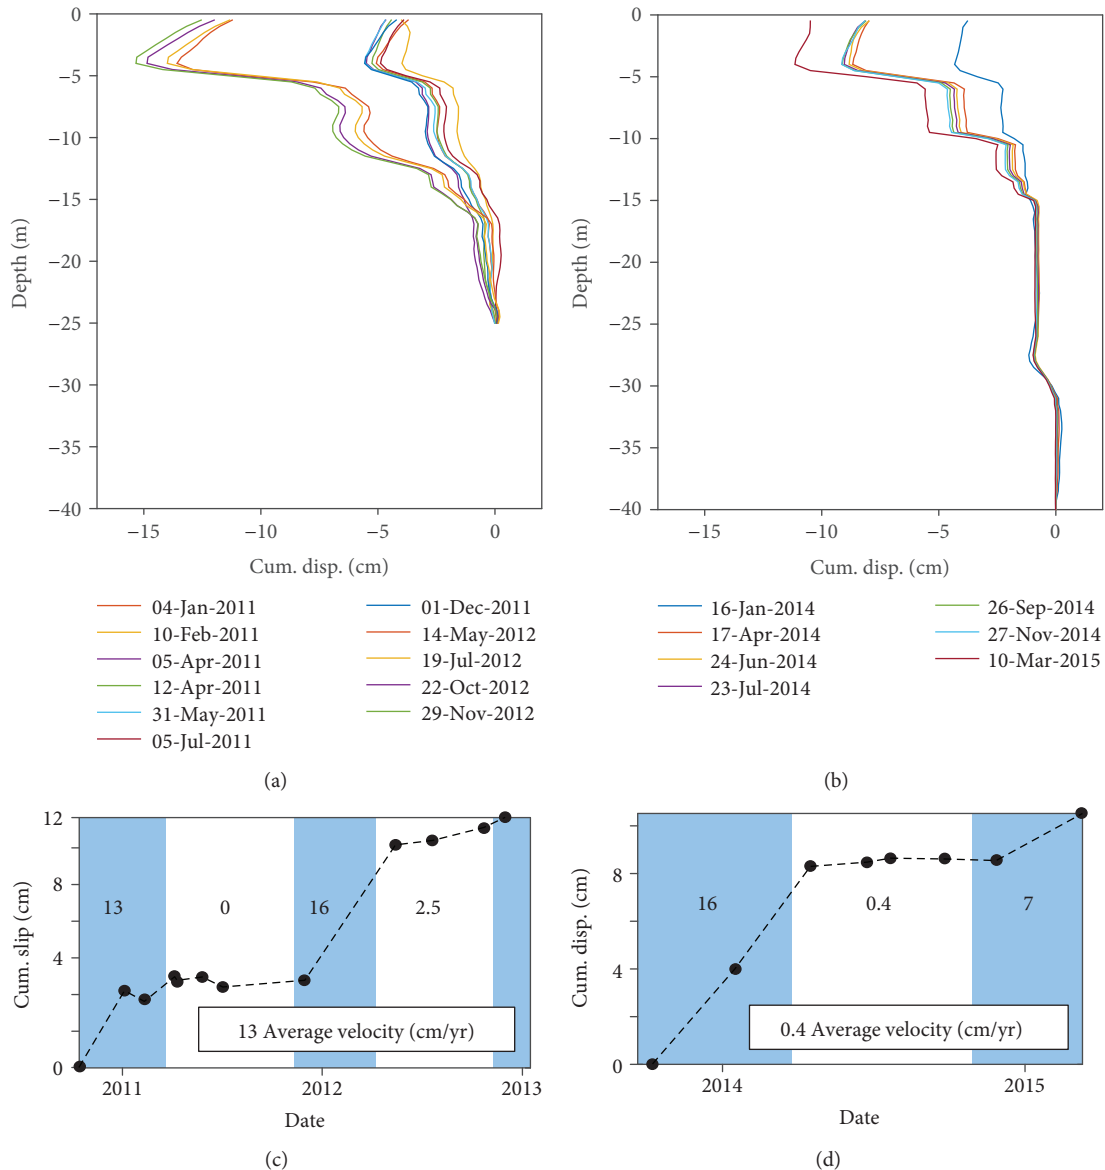 0
−5
−10
−15
−20
−25
−30
−35
−40
Depth (m)
−15 −10 −5 0
Cum. disp. (cm)
04-Jan-2011
10-Feb-2011
05-Apr-2011
12-Apr-2011
31-May-2011
05-Jul-2011
01-Dec-2011
14-May-2012
19-Jul-2012
22-Oct-2012
29-Nov-2012
(a)
0
−5
−10
−15
−20
−25
−30
−35
−40
Depth (m)
−15 −10 −5 0
Cum. disp. (cm)
16-Jan-2014
17-Apr-2014
24-Jun-2014
23-Jul-2014
26-Sep-2014
27-Nov-2014
10-Mar-2015
(b)
12
8
4
0
Cum. slip (cm)
13 0 16 2.5
13 Average velocity (cm/yr)
2011 2012 2013
Date
(c)
8
4
0
Cum. disp. (cm)
16 0.4 7
0.4 Average velocity (cm/yr)
2014 2015
Date
(d)